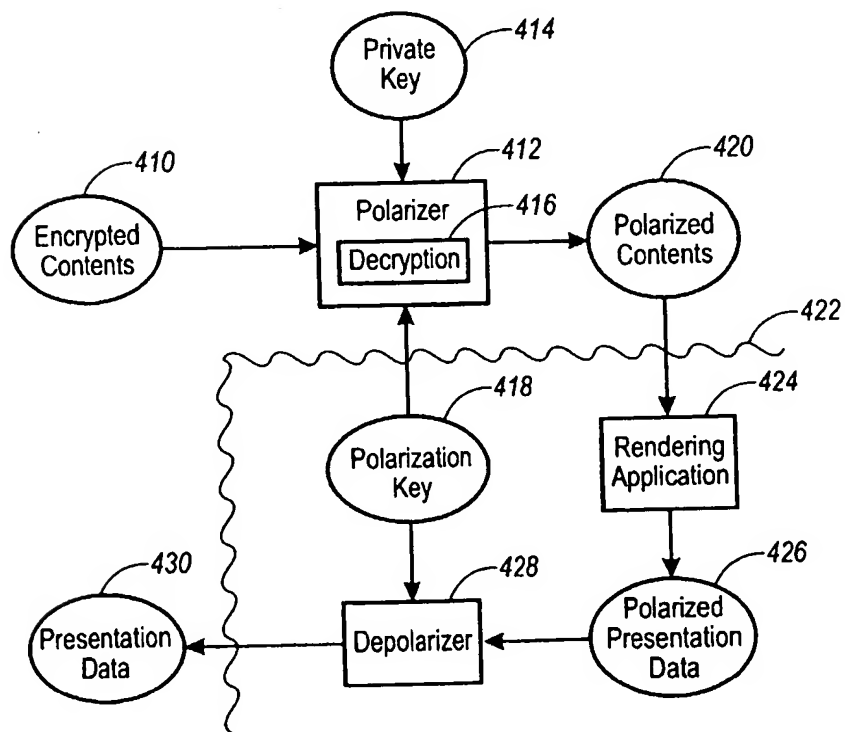 Private
Key
414
410
Encrypted
Contents
412
Polarizer
416
Decryption
420
Polarized
Contents
422
418
Polarization
Key
424
Rendering
Application
430
Presentation
Data
428
Depolarizer
426
Polarized
Presentation
Data